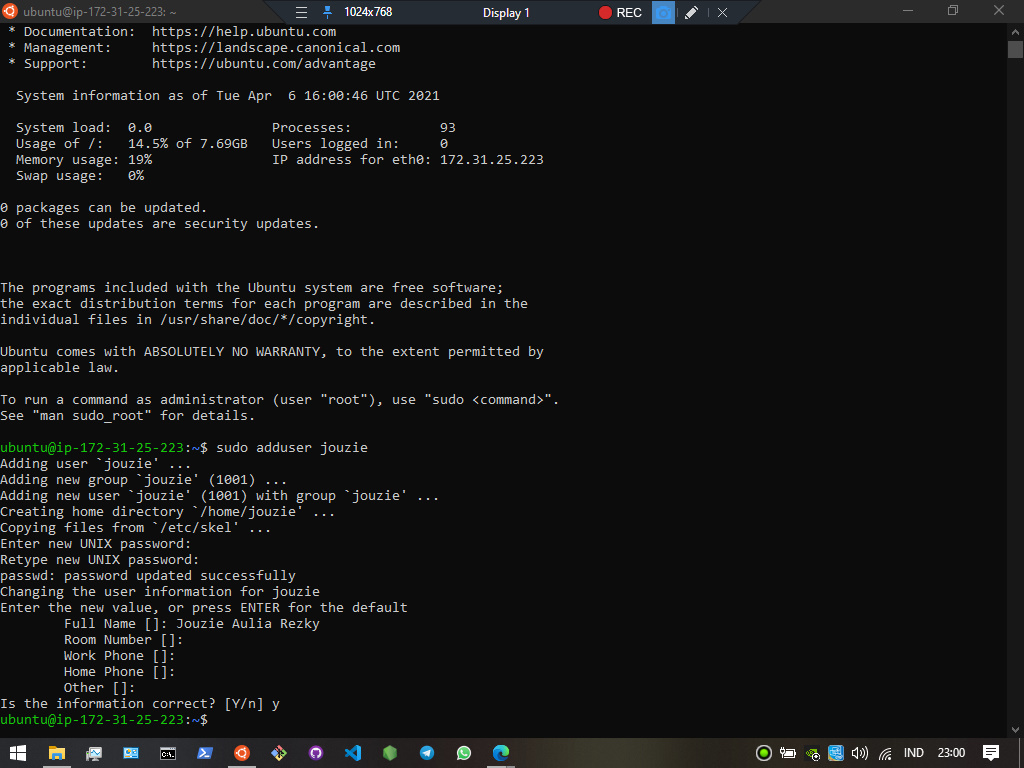 ubuntu@ip-172-31-25-223: ~
1024x768
Display 1
REC
* Documentation:  https://help.ubuntu.com
* Management:     https://landscape.canonical.com
* Support:        https://ubuntu.com/advantage
System information as of Tue Apr  6 16:00:46 UTC 2021
System load:  0.0               Processes:           93
Usage of /:   14.5% of 7.69GB   Users logged in:     0
Memory usage: 19%               IP address for eth0: 172.31.25.223
Swap usage:   0%
0 packages can be updated.
0 of these updates are security updates.
The programs included with the Ubuntu system are free software;
the exact distribution terms for each program are described in the
individual files in /usr/share/doc/*/copyright.
Ubuntu comes with ABSOLUTELY NO WARRANTY, to the extent permitted by
applicable law.
To run a command as administrator (user "root"), use "sudo <command>".
See "man sudo_root" for details.
ubuntu@ip-172-31-25-223:~$ sudo adduser jouzie
Adding user `jouzie' ...
Adding new group `jouzie' (1001) ...
Adding new user `jouzie' (1001) with group `jouzie' ...
Creating home directory `/home/jouzie' ...
Copying files from `/etc/skel' ...
Enter new UNIX password:
Retype new UNIX password:
passwd: password updated successfully
Changing the user information for jouzie
Enter the new value, or press ENTER for the default
Full Name []: Jouzie Aulia Rezky
Room Number []:
Work Phone []:
Home Phone []:
Other []:
Is the information correct? [Y/n] y
ubuntu@ip-172-31-25-223:~$
IND
23:00